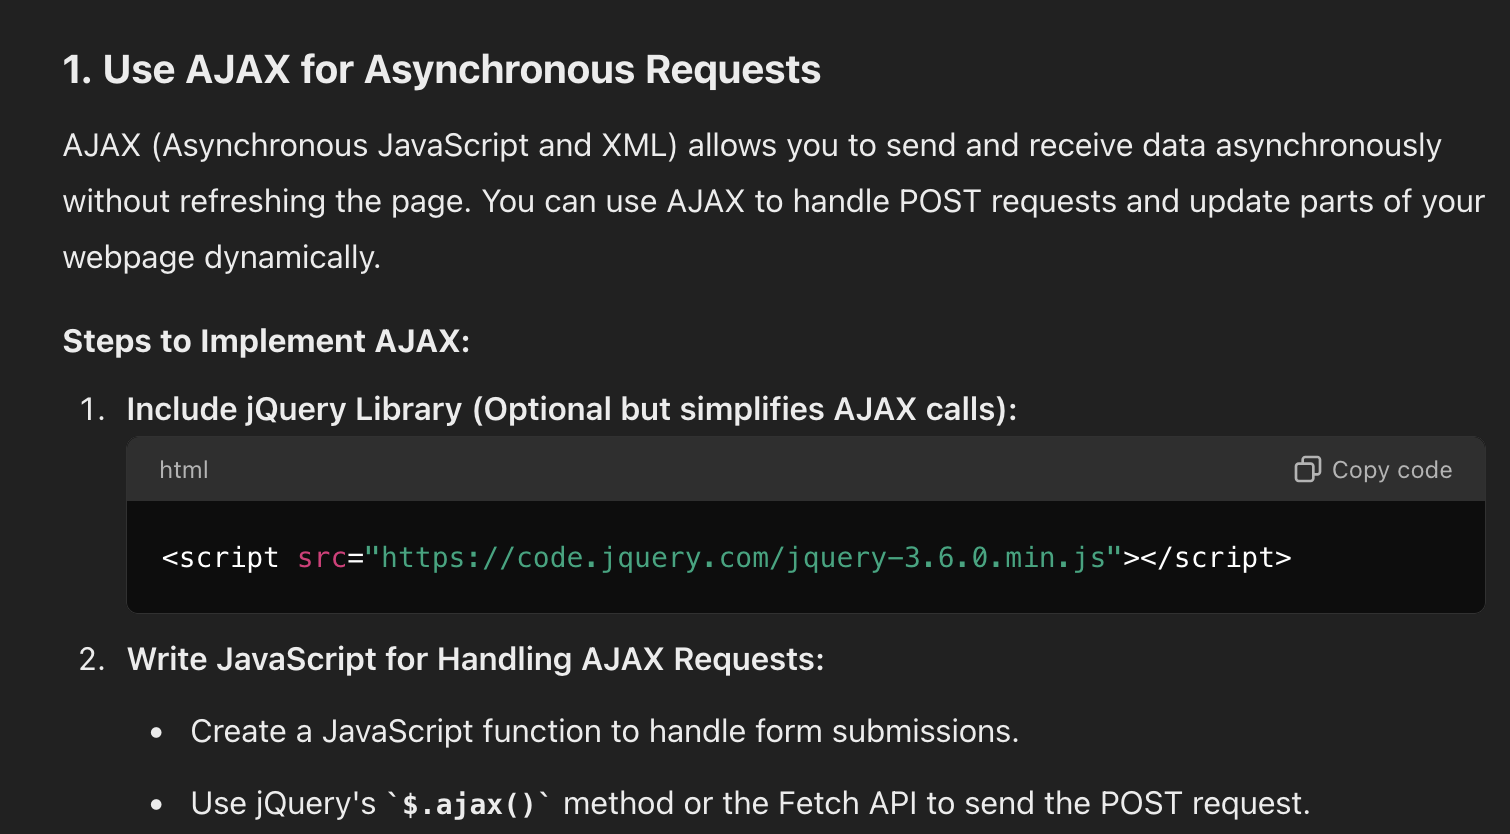 1. Use AJAX for Asynchronous Requests
AJAX (Asynchronous JavaScript and XML) allows you to send and receive data asynchronously
without refreshing the page. You can use AJAX to handle POST requests and update parts of your
webpage dynamically.
Steps to Implement AJAX:
1. Include jQuery Library (Optional but simplifies AJAX calls):
html Copy code
<script src="https://code.jquery.com/jquery-3.6.0.min.js"></script>
2. Write JavaScript for Handling AJAX Requests:
• Create a JavaScript function to handle form submissions.
• Use jQuery's `$.ajax()` method or the Fetch API to send the POST request.